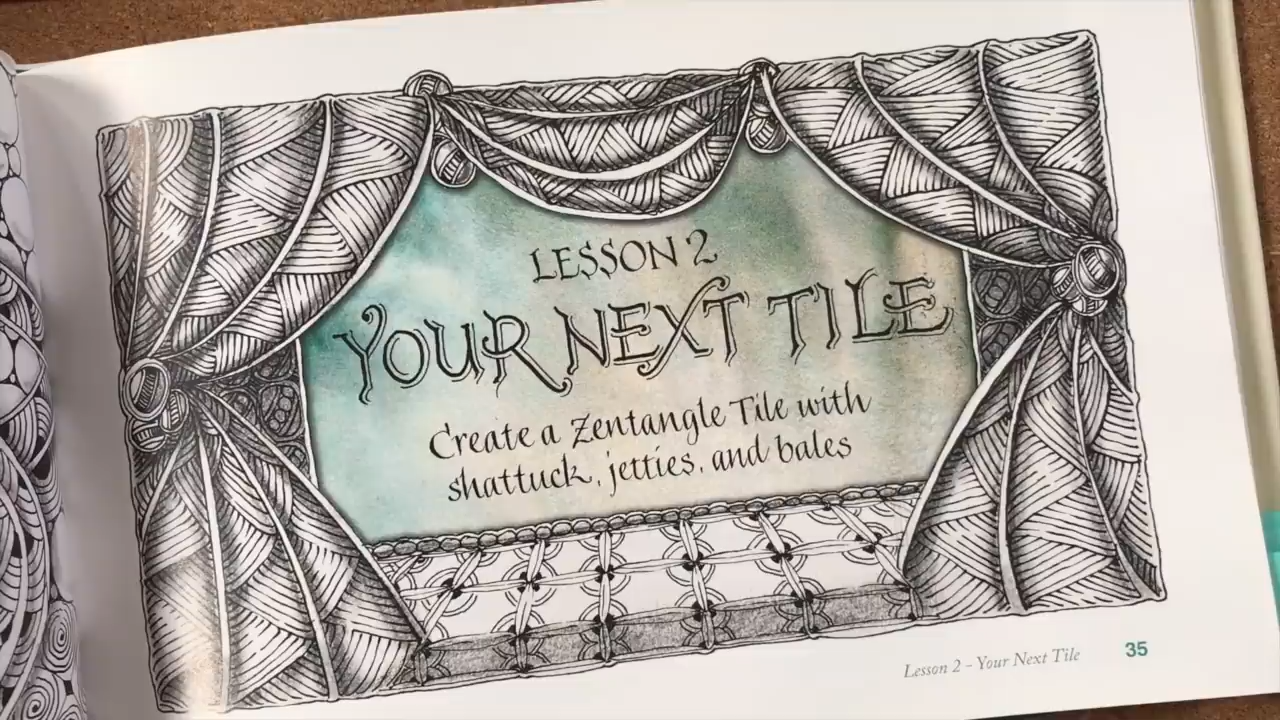 LESSON 2
YOUR NEXT TILE
Create a Zentangle Tile with
shattuck, jetties, and bales
Lesson 2 – Your Next Tile 35